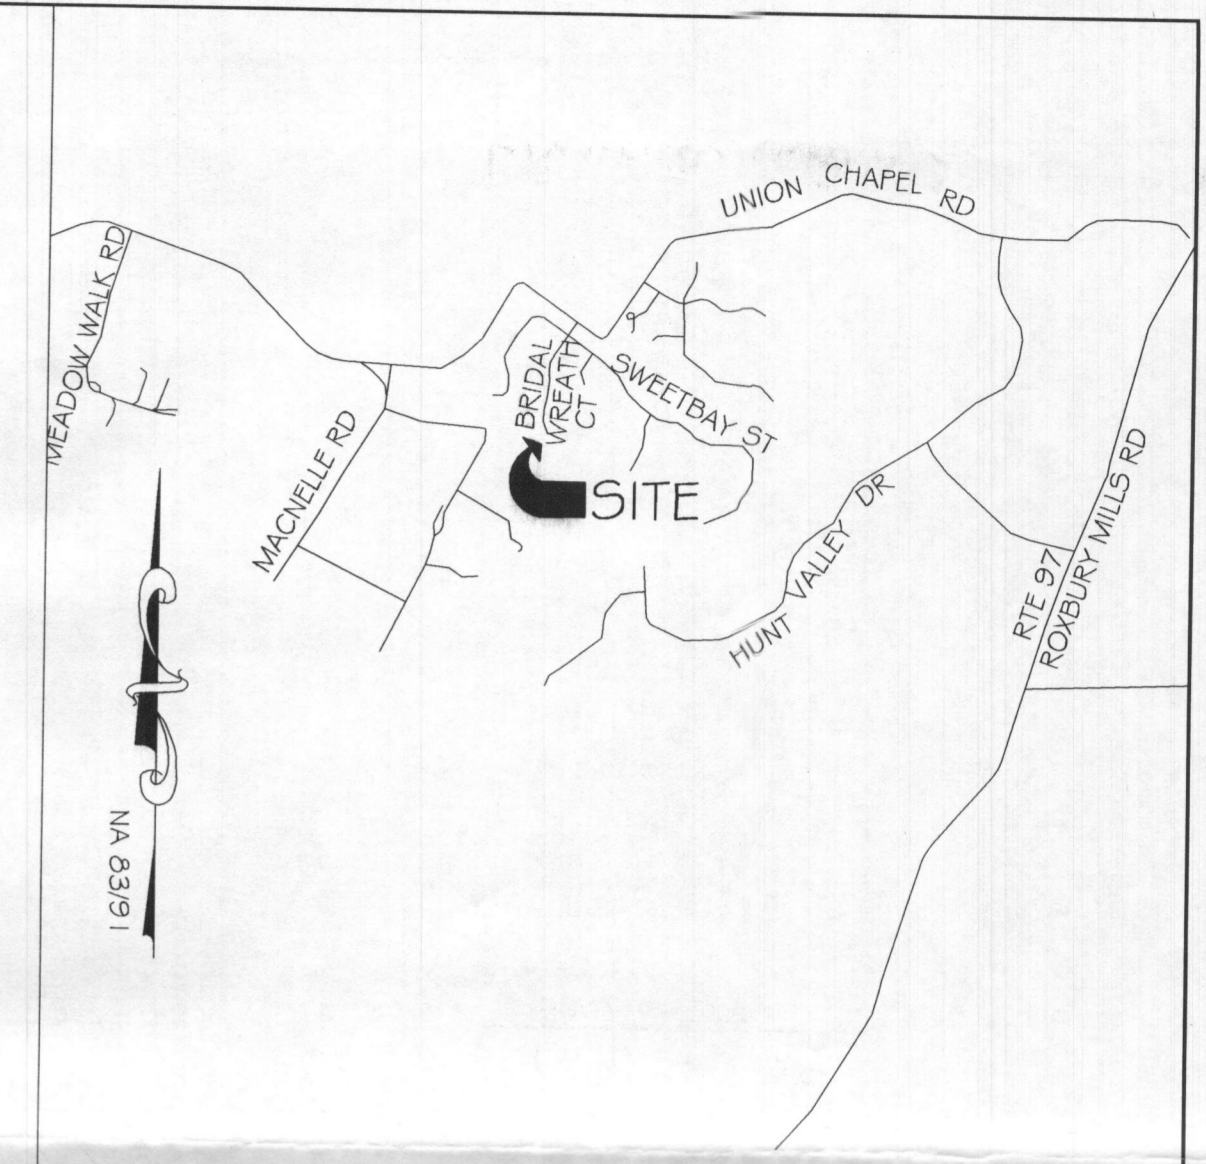 UNION CHAPEL RD
MEADOW WALK RD
BRIDAL
WREATH
CT
SWEETBAY ST
MACNELLE RD
SITE
HUNT VALLEY DR
RTE 97
ROXBURY MILLS RD
NA 83/91